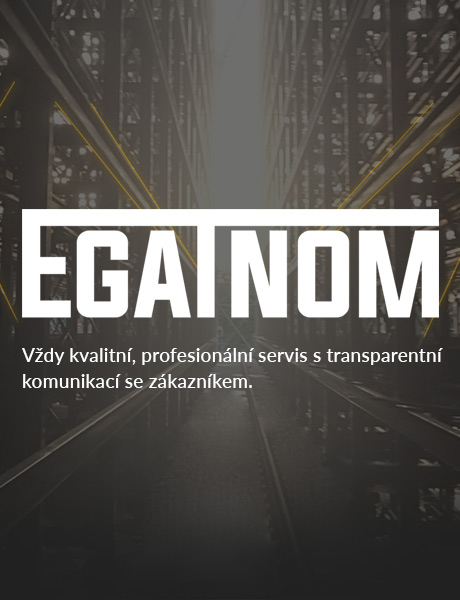 EGATNOM
Vždy kvalitní, profesionální servis s transparentní
komunikací se zákazníkem.